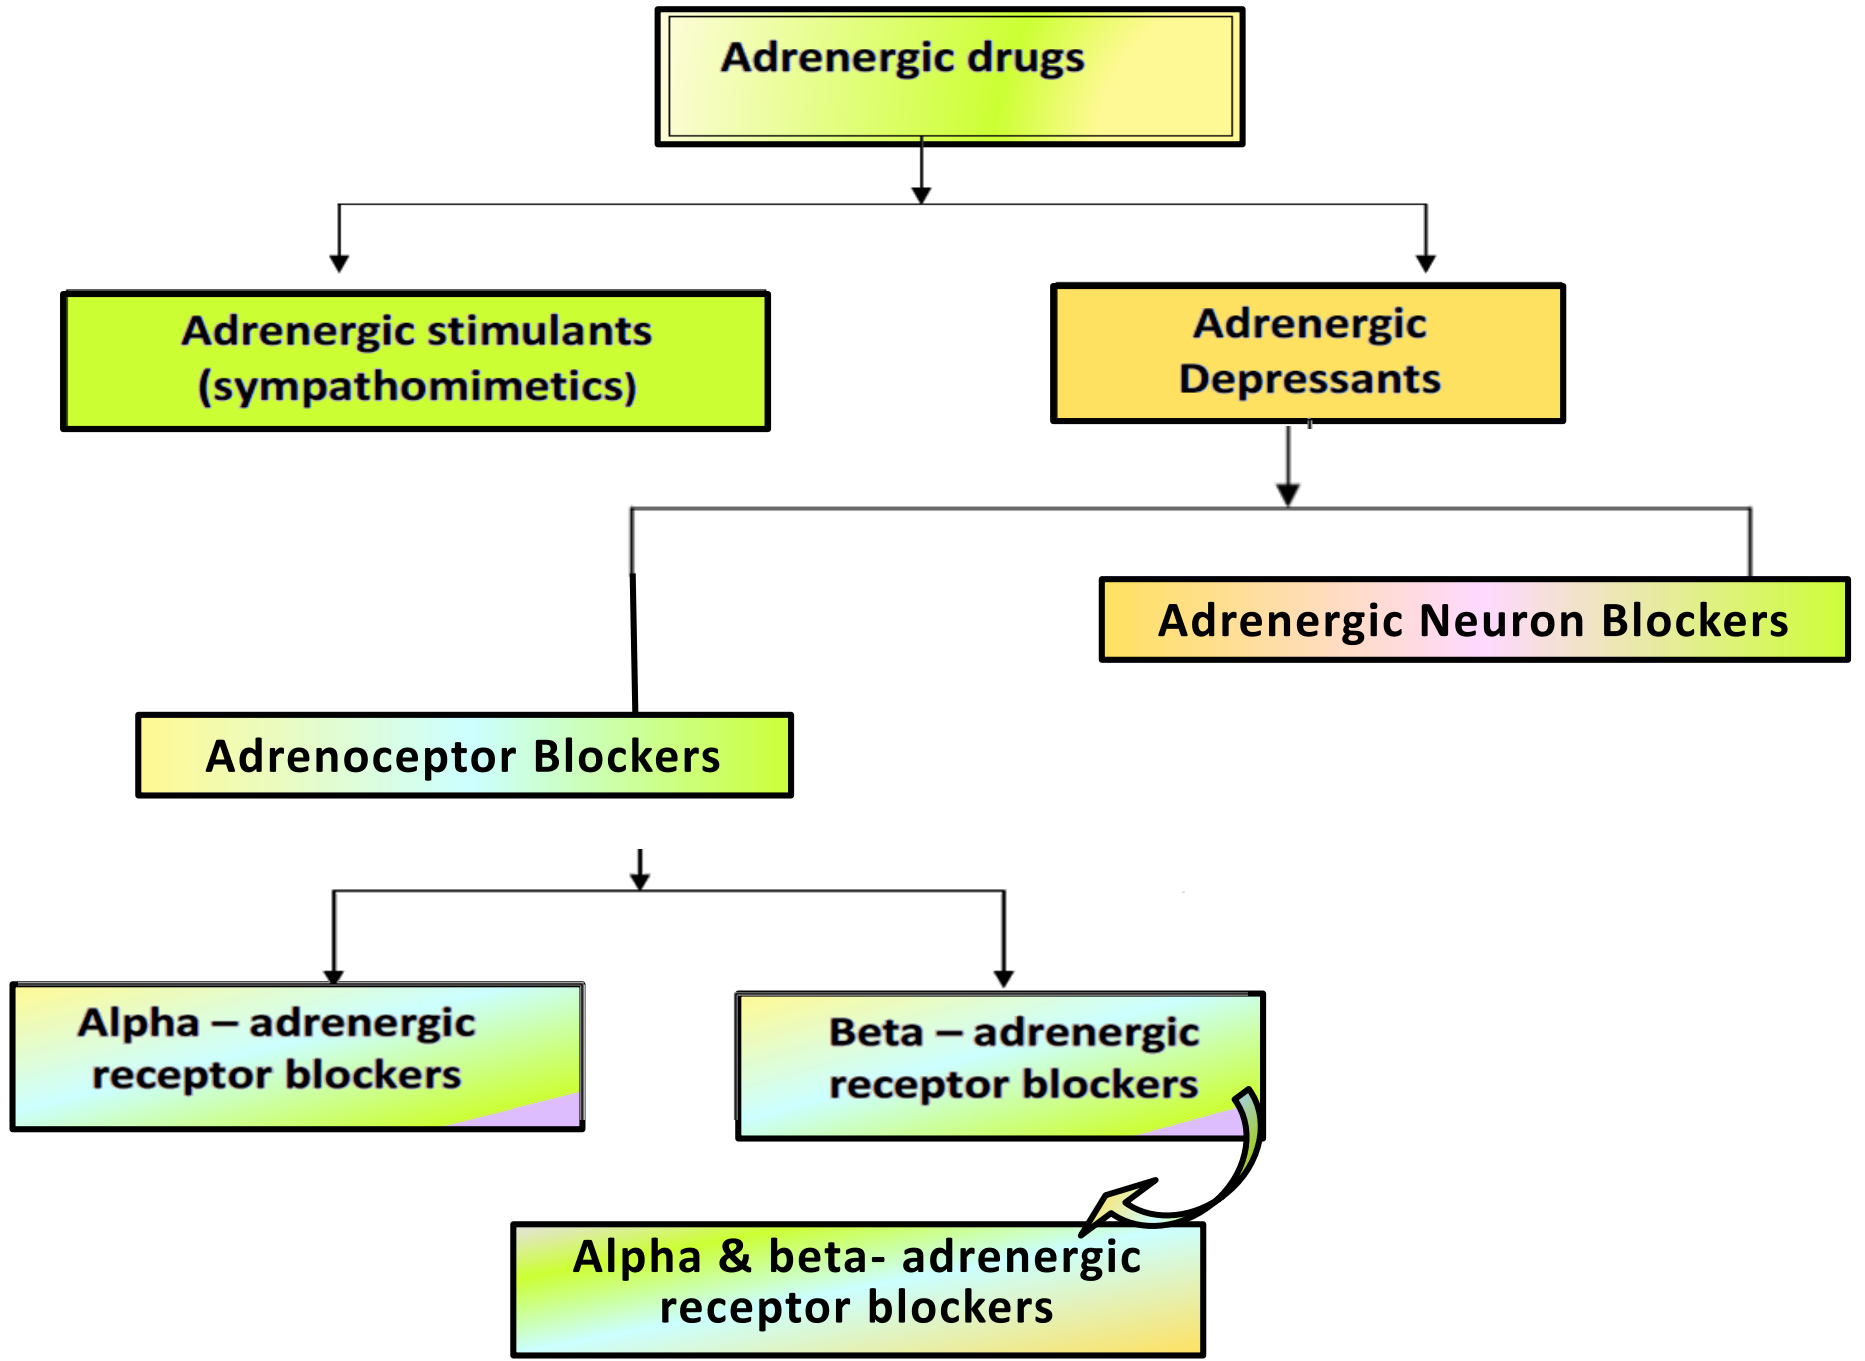 Adrenergic drugs
Adrenergic stimulants
(sympathomimetics)
Adrenergic
Depressants
Adrenergic Neuron Blockers
Adrenoceptor Blockers
Alpha – adrenergic
receptor blockers
Beta – adrenergic
receptor blockers
Alpha & beta- adrenergic
receptor blockers